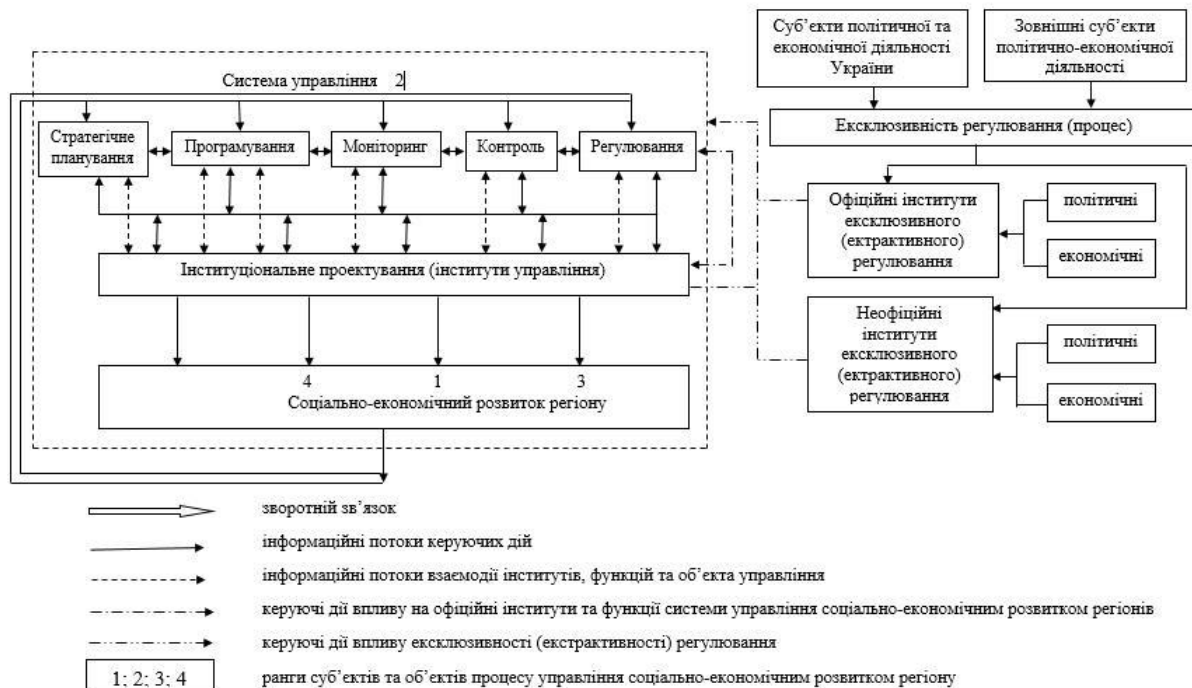 Суб’єкти політичної та
економічної діяльності
України
Зовнішні суб’єкти
політично-економічної
діяльності
Система управління 2
Ексклюзивність регулювання (процес)
Стратегічне
планування
Програмування
Моніторинг
Контроль
Регулювання
Офіційні інститути
ексклюзивного
(ектрактивного)
регулювання
політичні
економічні
Інституціональне проектування (інститути управління)
Неофіційні
інститути
ексклюзивного
(ектрактивного)
регулювання
політичні
економічні
4 1 3
Соціально-економічний розвиток регіону
зворотній зв’язок
інформаційні потоки керуючих дій
інформаційні потоки взаємодії інститутів, функцій та об’єкта управління
керуючі дії впливу на офіційні інститути та функції системи управління соціально-економічним розвитком регіонів
керуючі дії впливу ексклюзивності (екстрактивності) регулювання
1; 2; 3; 4 ранги суб’єктів та об’єктів процесу управління соціально-економічним розвитком регіону